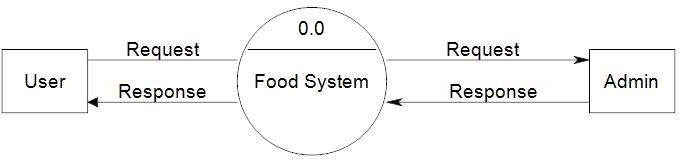 0.0
Request
Request
User
Food System
Admin
Response
Response